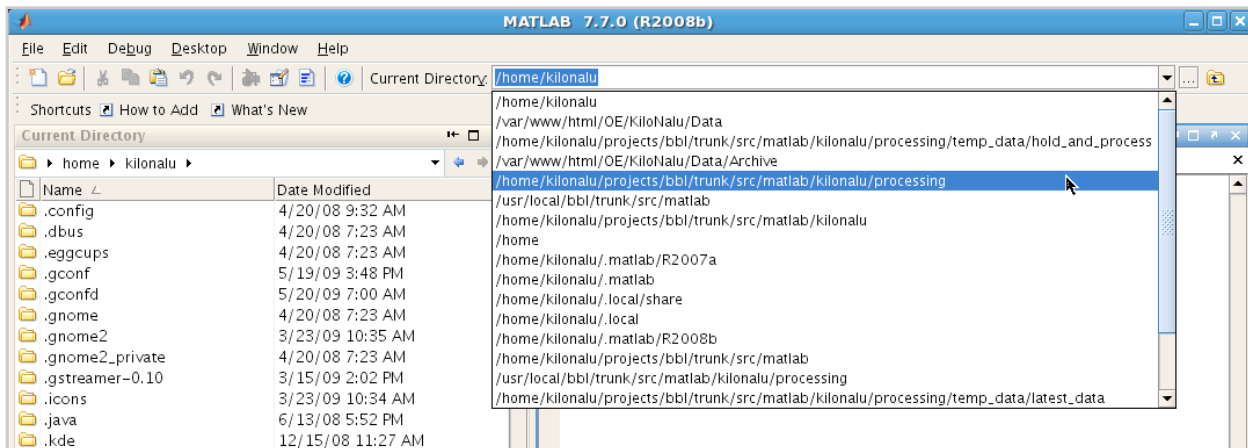 MATLAB 7.7.0 (R2008b)
File Edit Debug Desktop Window Help
Current Directory: /home/kilonalu
Shortcuts How to Add What's New
Current Directory
home kilonalu
Name Date Modified
.config 4/20/08 9:32 AM
.dbus 4/20/08 7:23 AM
.eggcups 4/20/08 7:23 AM
.gconf 5/19/09 3:48 PM
.gconfd 5/20/09 7:00 AM
.gnome 4/20/08 7:23 AM
.gnome2 3/23/09 10:35 AM
.gnome2_private 4/20/08 7:23 AM
.gstreamer-0.10 3/15/09 2:02 PM
.icons 3/23/09 10:34 AM
.java 6/13/08 5:52 PM
.kde 12/15/08 11:27 AM
/home/kilonalu
/var/www/html/OE/KiloNalu/Data
/home/kilonalu/projects/bbl/trunk/src/matlab/kilonalu/processing/temp_data/hold_and_process
/var/www/html/OE/KiloNalu/Data/Archive
/home/kilonalu/projects/bbl/trunk/src/matlab/kilonalu/processing
/usr/local/bbl/trunk/src/matlab
/home/kilonalu/projects/bbl/trunk/src/matlab/kilonalu
/home
/home/kilonalu/.matlab/R2007a
/home/kilonalu/.matlab
/home/kilonalu/.local/share
/home/kilonalu/.local
/home/kilonalu/.matlab/R2008b
/home/kilonalu/projects/bbl/trunk/src/matlab
/usr/local/bbl/trunk/src/matlab/kilonalu/processing
/home/kilonalu/projects/bbl/trunk/src/matlab/kilonalu/processing/temp_data/latest_data